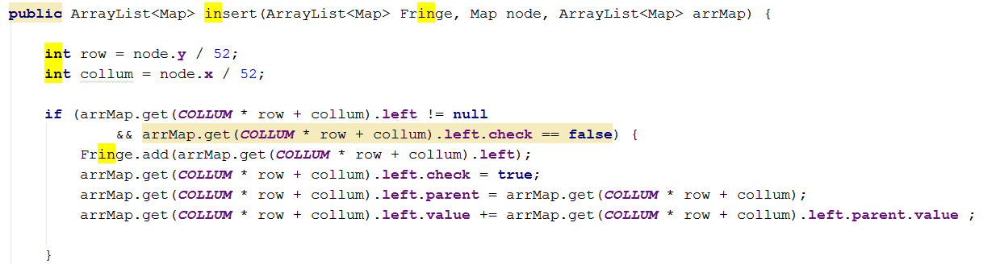 public ArrayList<Map> insert(ArrayList<Map> Fringe, Map node, ArrayList<Map> arrMap) {
int row = node.y / 52;
int collum = node.x / 52;
if (arrMap.get(COLLUM * row + collum).left != null
&& arrMap.get(COLLUM * row + collum).left.check == false) {
Fringe.add(arrMap.get(COLLUM * row + collum).left);
arrMap.get(COLLUM * row + collum).left.check = true;
arrMap.get(COLLUM * row + collum).left.parent = arrMap.get(COLLUM * row + collum);
arrMap.get(COLLUM * row + collum).left.value += arrMap.get(COLLUM * row + collum).left.parent.value ;
}